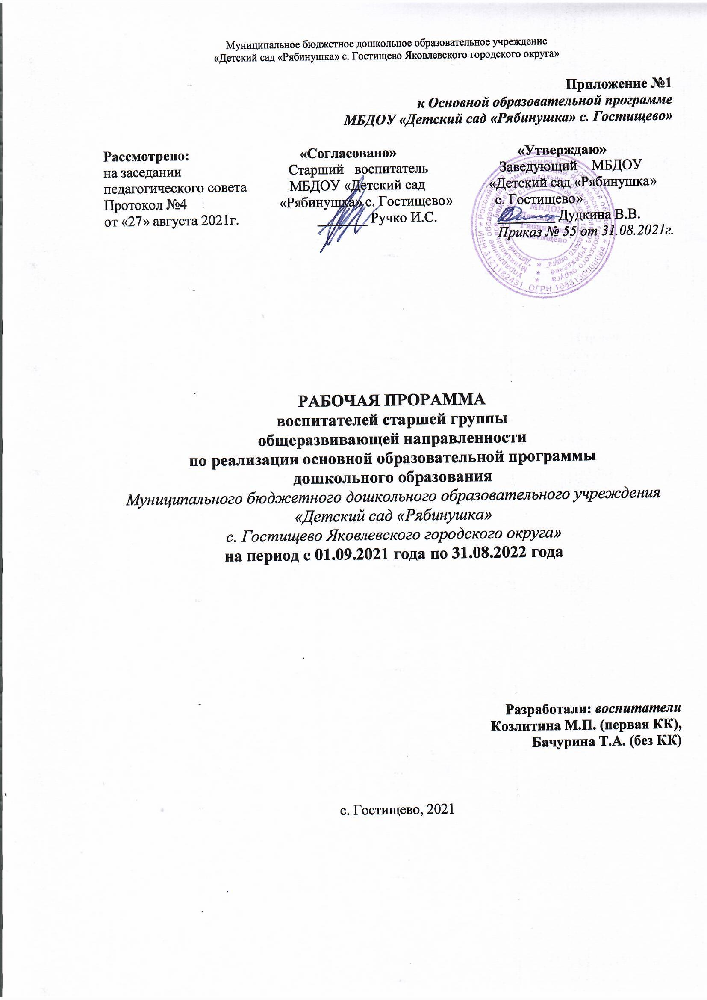 Муниципальное бюджетное дошкольное образовательное учреждение
«Детский сад «Рябинушка» с. Гостищево Яковлевского городского округа»
Приложение №1
к Основной образовательной программе
МБДОУ «Детский сад «Рябинушка» с. Гостищево»
Рассмотрено:
на заседании
педагогического совета
Протокол №4
от «27» августа 2021г.
«Согласовано»
Старший воспитатель
МБДОУ «Детский сад
«Рябинушка» с. Гостищево»
Ручко И.С.
«Утверждаю»
Заведующий МБДОУ
«Детский сад «Рябинушка»
с. Гостищево»
Дудкина В.В.
Приказ № 55 от 31.08.2021г.
РАБОЧАЯ ПРОРАММА
воспитателей старшей группы
общеразвивающей направленности
по реализации основной образовательной программы
дошкольного образования
Муниципального бюджетного дошкольного образовательного учреждения
«Детский сад «Рябинушка»
с. Гостищево Яковлевского городского округа»
на период с 01.09.2021 года по 31.08.2022 года
Разработали: воспитатели
Козлитина М.П. (первая КК),
Бачурина Т.А. (без КК)
с. Гостищево, 2021